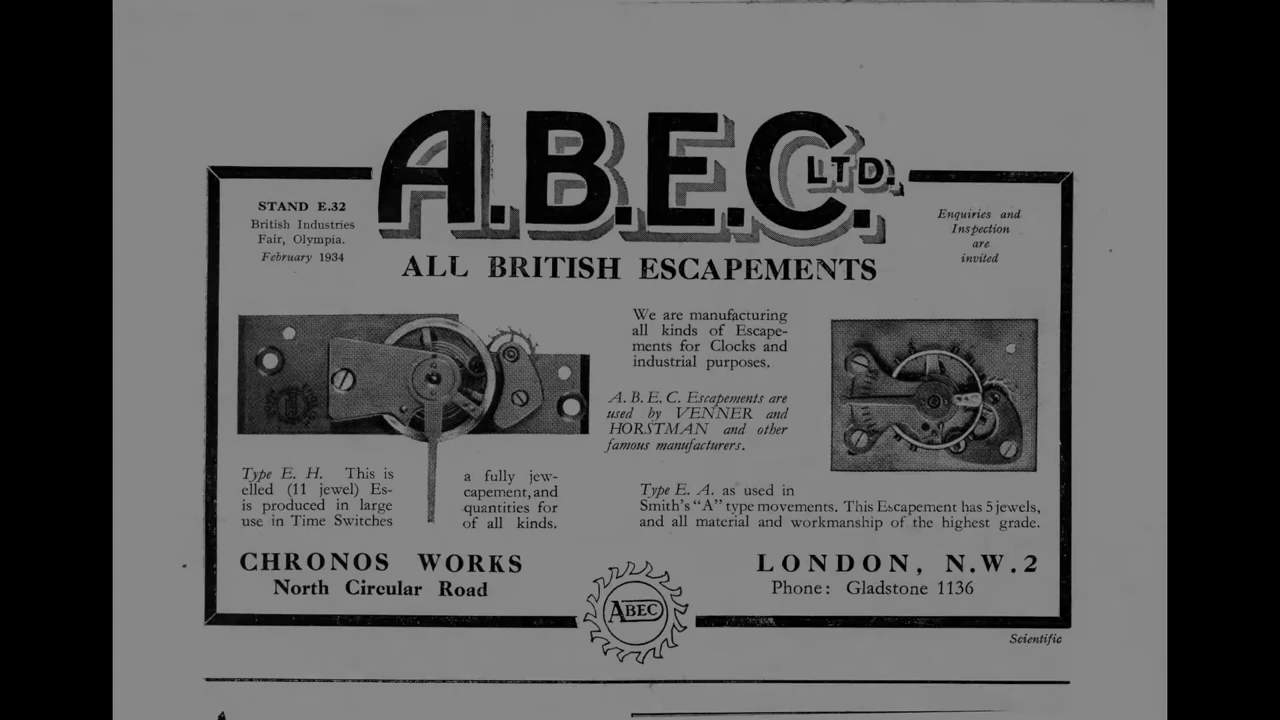 A.B.E.C. LTD.
STAND E.32
British Industries
Fair, Olympia.
February 1934
Enquiries and
Inspection
are
invited
ALL BRITISH ESCAPEMENTS
We are manufacturing
all kinds of Escape-
ments for Clocks and
industrial purposes.
A. B. E. C. Escapements are
used by VENNER and
HORSTMAN and other
famous manufacturers.
Type E. H. This is a fully jew-
elled (11 jewel) Es- capement, and
is produced in large quantities for
use in Time Switches of all kinds.
Type E. A. as used in
Smith's "A" type movements. This Escapement has 5 jewels,
and all material and workmanship of the highest grade.
CHRONOS WORKS
North Circular Road
LONDON, N.W.2
Phone: Gladstone 1136
ABEC
Scientific